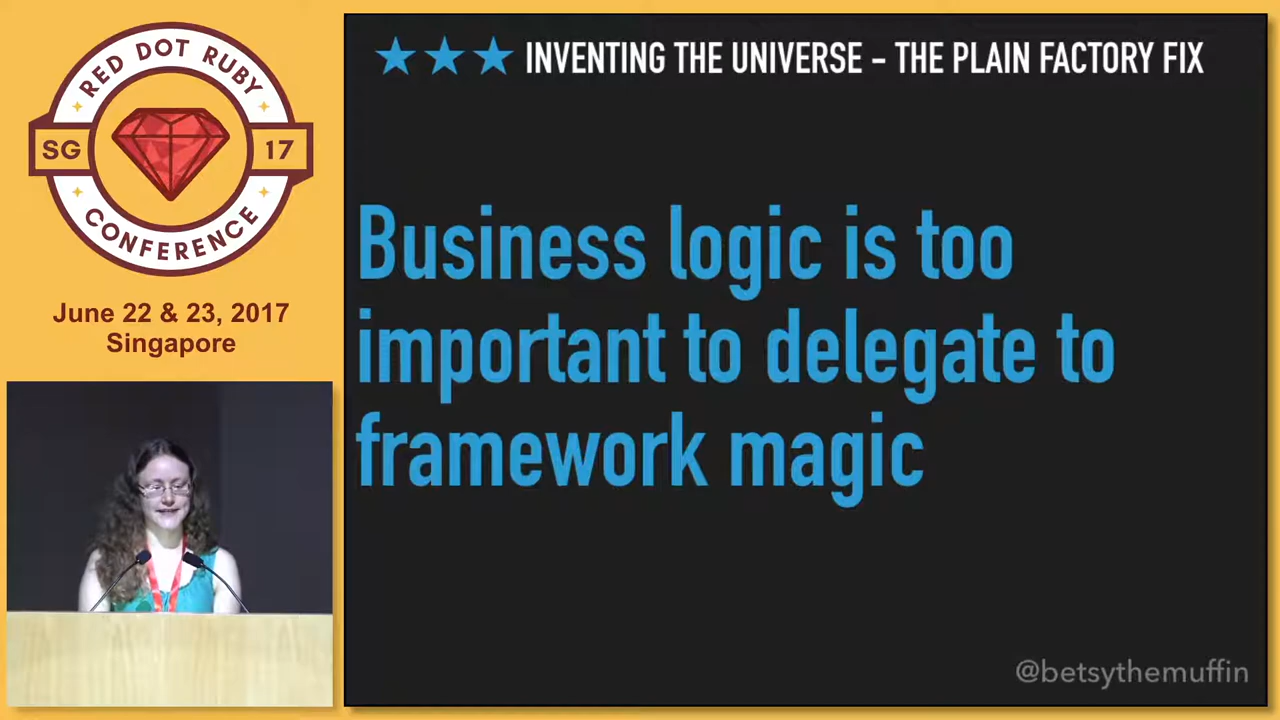 RED DOT RUBY
SG 17
CONFERENCE
June 22 & 23, 2017
Singapore
★★★ INVENTING THE UNIVERSE – THE PLAIN FACTORY FIX
Business logic is too
important to delegate to
framework magic
@betsythemuffin